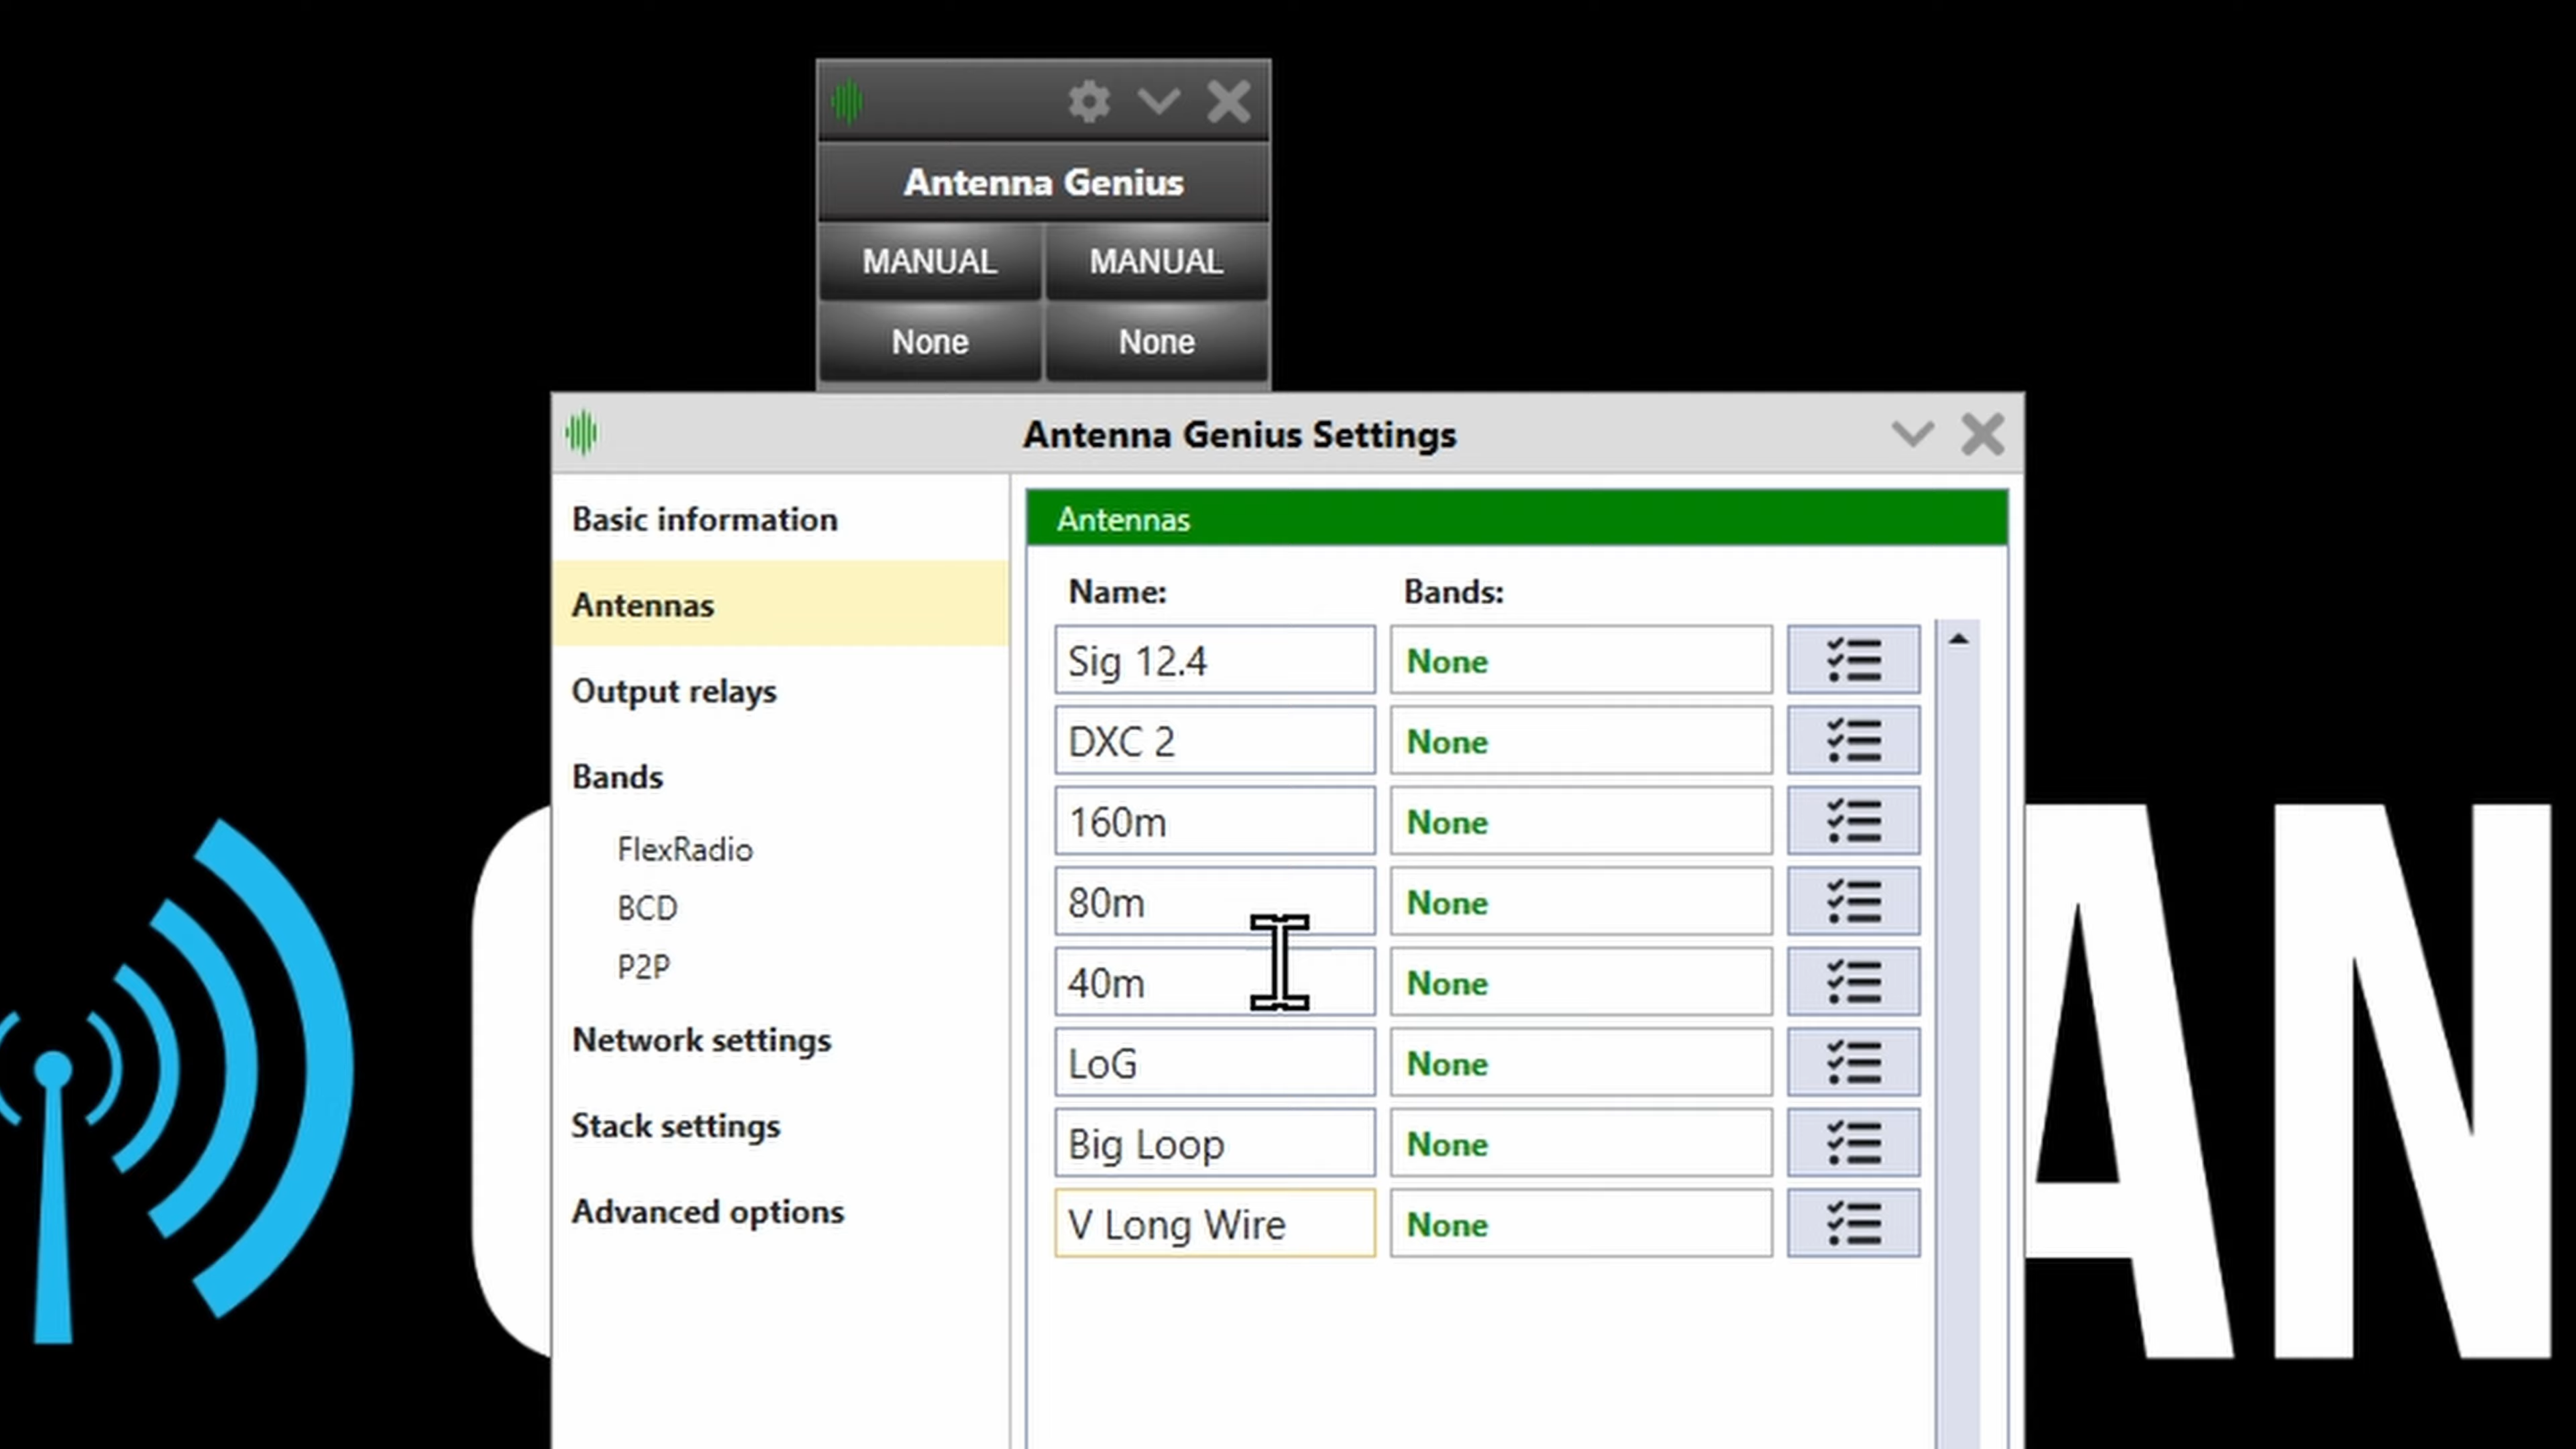 Antenna Genius
MANUAL MANUAL
None None
Antenna Genius Settings
Basic information
Antennas
Output relays
Bands
FlexRadio
BCD
P2P
Network settings
Stack settings
Advanced options
Antennas
Name: Bands:
Sig 12.4 None
DXC 2 None
160m None
80m None
40m None
LoG None
Big Loop None
V Long Wire None
AN